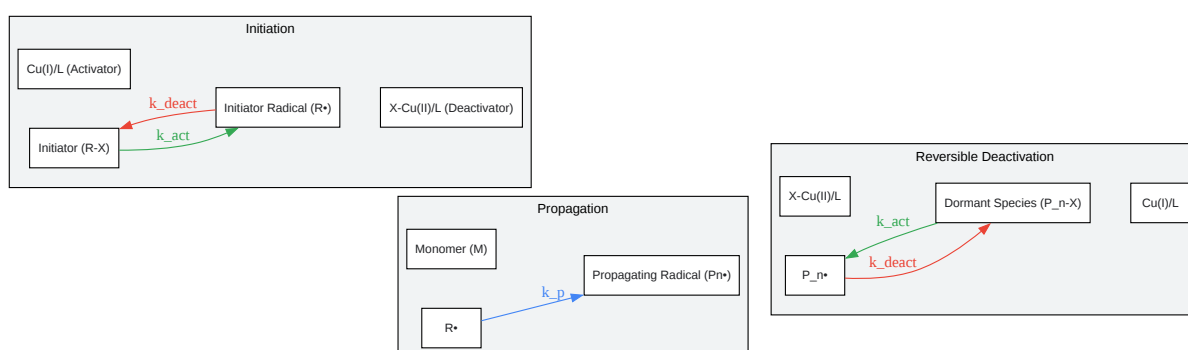 Initiation
Cu(I)/L (Activator)
k_deact
Initiator Radical (R•)
X-Cu(II)/L (Deactivator)
k_act
Initiator (R-X)
Propagation
Monomer (M)
Propagating Radical (Pn•)
k_p
R•
Reversible Deactivation
X-Cu(II)/L
Dormant Species (P_n-X)
Cu(I)/L
k_act
k_deact
P_n•